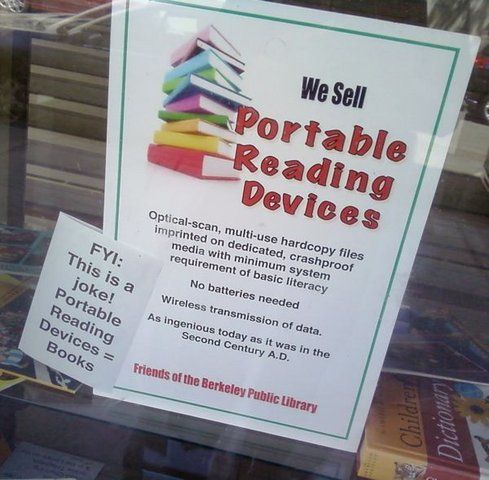 We Sell
Portable
Reading
Devices
Optical-scan, multi-use hardcopy files
imprinted on dedicated, crashproof
media with minimum system
requirement of basic literacy
No batteries needed
Wireless transmission of data.
As ingenious today as it was in the
Second Century A.D.
Friends of the Berkeley Public Library
FYI:
This is a
joke!
Portable
Reading
Devices =
Books
Dictionary